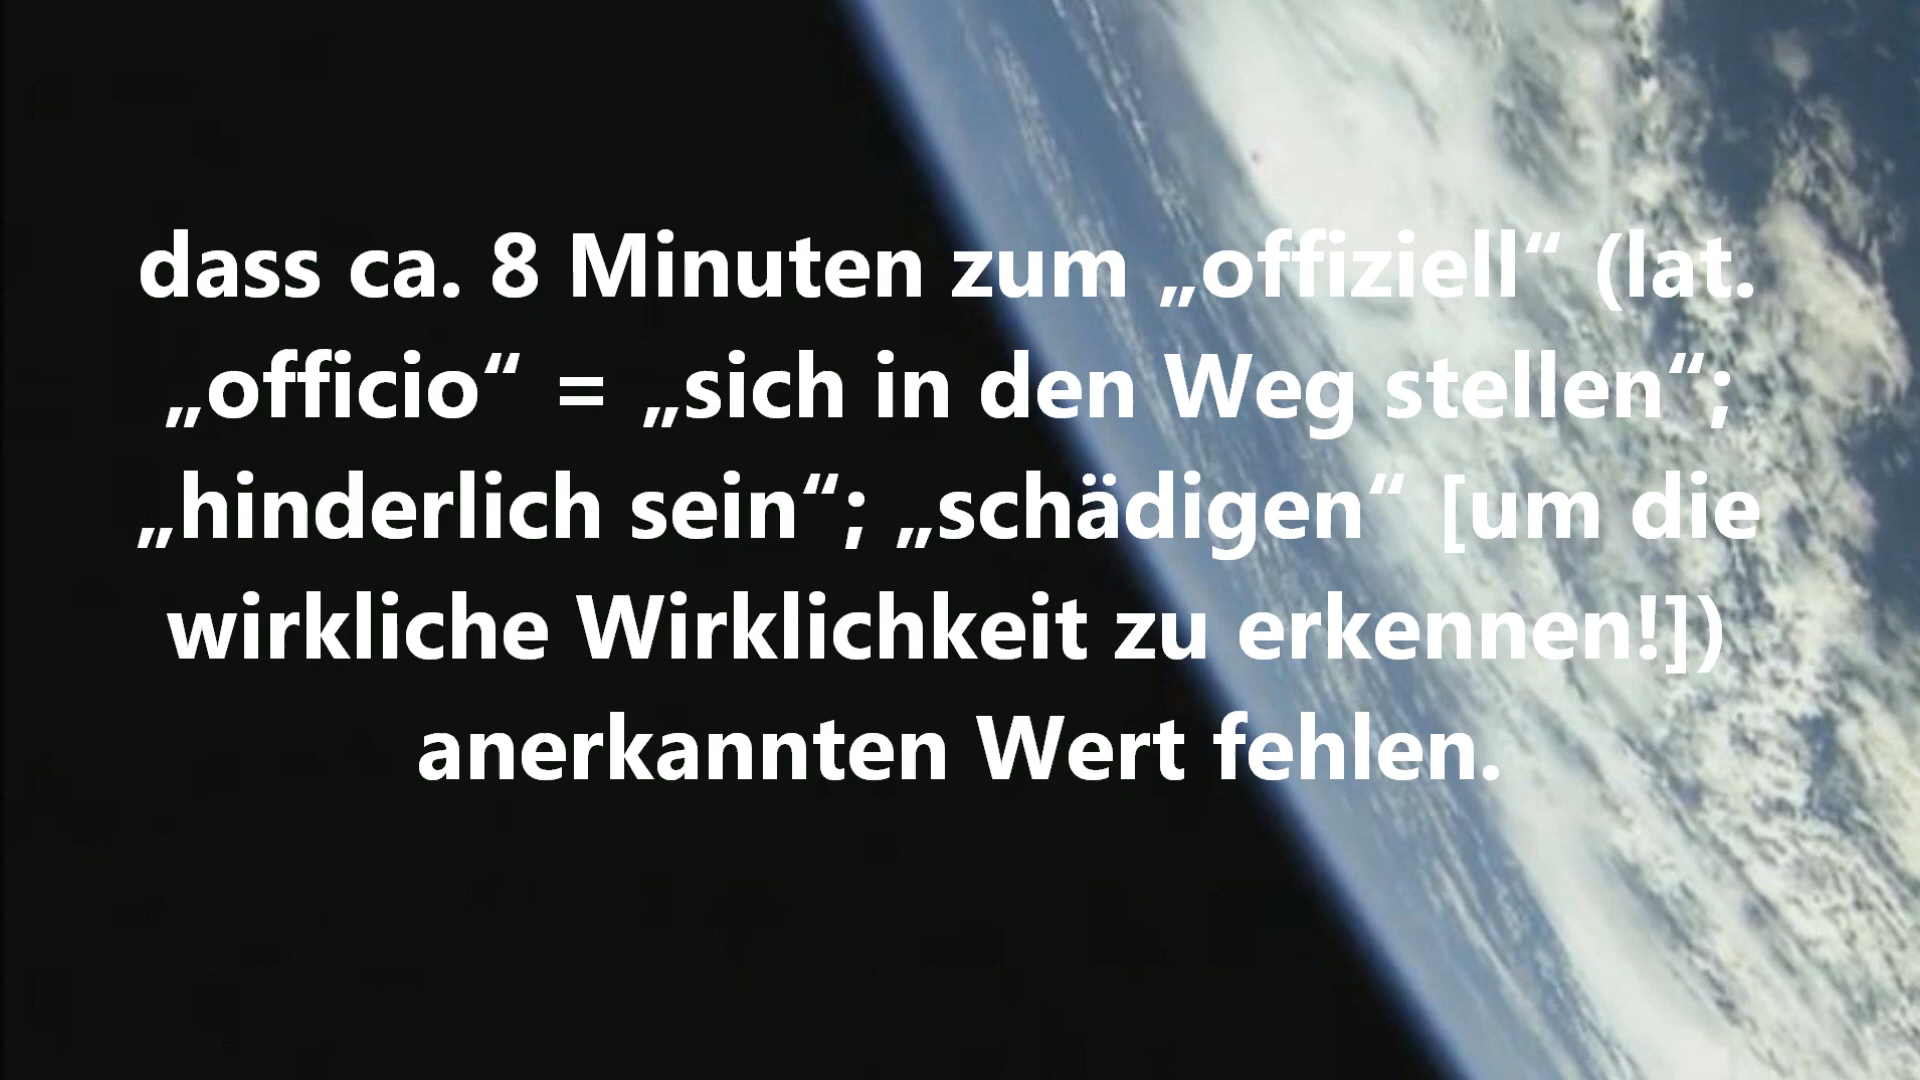 dass ca. 8 Minuten zum „offiziell“ (lat.
„officio“ = „sich in den Weg stellen“;
„hinderlich sein“; „schädigen“ [um die
wirkliche Wirklichkeit zu erkennen!])
anerkannten Wert fehlen.